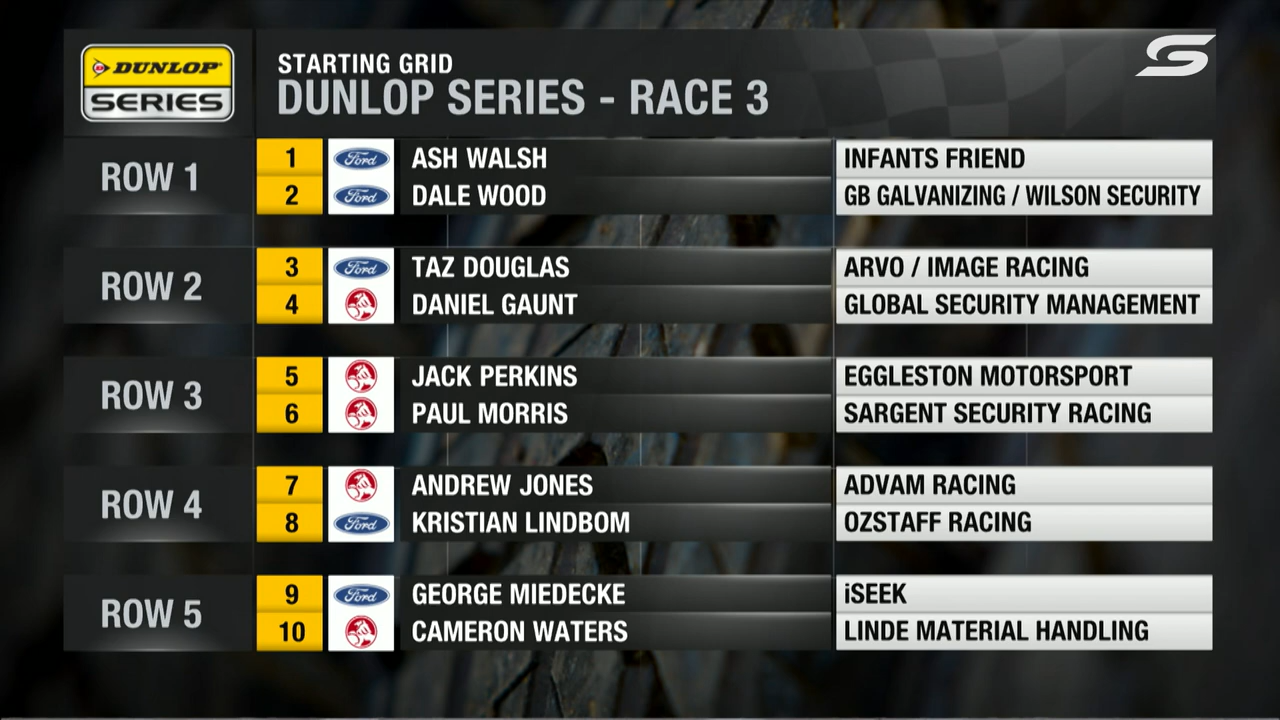 DUNLOP
SERIES
STARTING GRID
DUNLOP SERIES - RACE 3
ROW 1
1 Ford ASH WALSH INFANTS FRIEND
2 Ford DALE WOOD GB GALVANIZING / WILSON SECURITY
ROW 2
3 Ford TAZ DOUGLAS ARVO / IMAGE RACING
4 DANIEL GAUNT GLOBAL SECURITY MANAGEMENT
ROW 3
5 JACK PERKINS EGGLESTON MOTORSPORT
6 PAUL MORRIS SARGENT SECURITY RACING
ROW 4
7 ANDREW JONES ADVAM RACING
8 Ford KRISTIAN LINDBOM OZSTAFF RACING
ROW 5
9 Ford GEORGE MIEDECKE iSEEK
10 CAMERON WATERS LINDE MATERIAL HANDLING